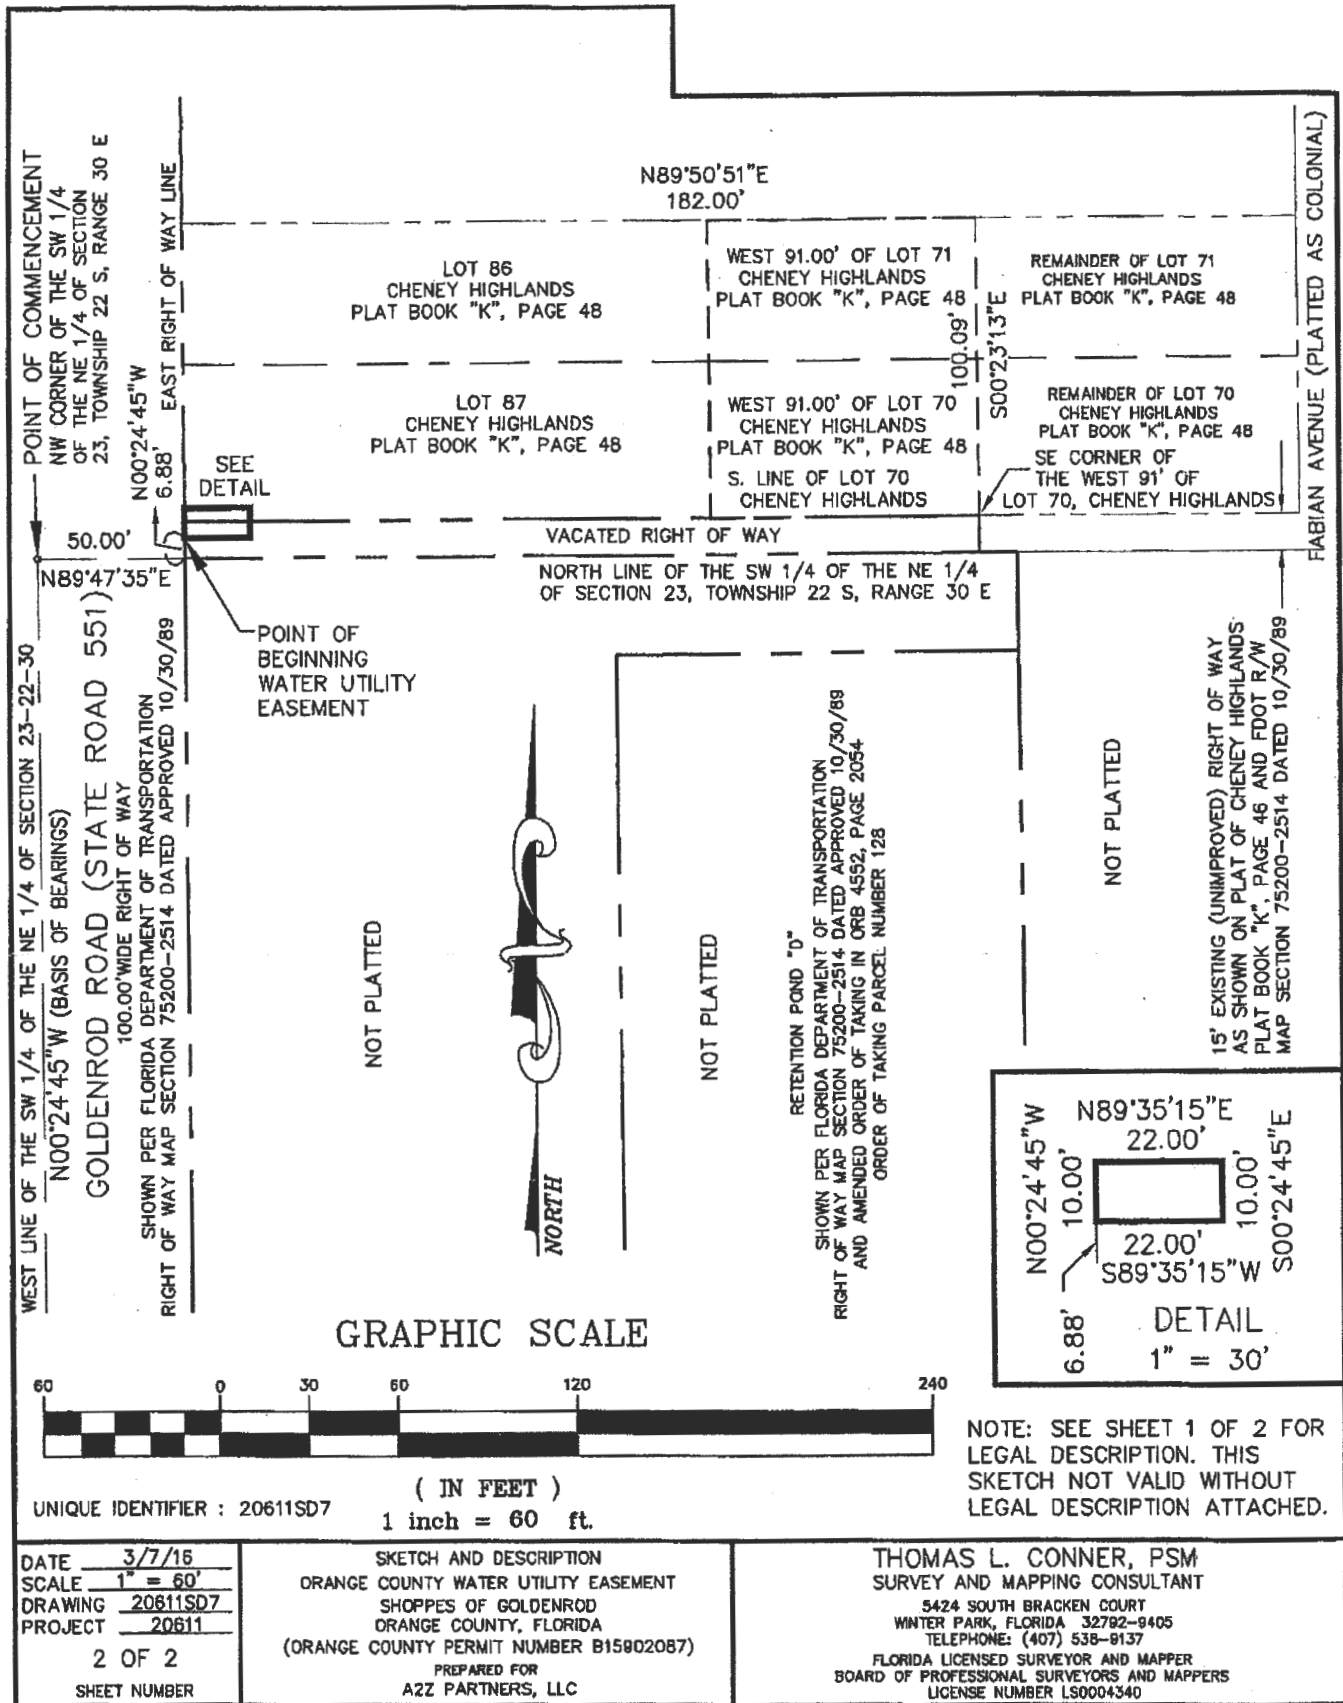 POINT OF COMMENCEMENT
NW CORNER OF THE SW 1/4
OF THE NE 1/4 OF SECTION
23, TOWNSHIP 22 S, RANGE 30 E
N00°24'45"W
6.88'
EAST RIGHT OF WAY LINE
N89°50'51"E
182.00'
LOT 86
CHENEY HIGHLANDS
PLAT BOOK "K", PAGE 48
WEST 91.00' OF LOT 71
CHENEY HIGHLANDS
PLAT BOOK "K", PAGE 48
REMAINDER OF LOT 71
CHENEY HIGHLANDS
PLAT BOOK "K", PAGE 48
100.09'
S00°23'13"E
FABIAN AVENUE (PLATTED AS COLONIAL)
LOT 87
CHENEY HIGHLANDS
PLAT BOOK "K", PAGE 48
WEST 91.00' OF LOT 70
CHENEY HIGHLANDS
PLAT BOOK "K", PAGE 48
S. LINE OF LOT 70
CHENEY HIGHLANDS
REMAINDER OF LOT 70
CHENEY HIGHLANDS
PLAT BOOK "K", PAGE 48
SE CORNER OF
THE WEST 91' OF
LOT 70, CHENEY HIGHLANDS
SEE
DETAIL
50.00'
N89°47'35"E
VACATED RIGHT OF WAY
NORTH LINE OF THE SW 1/4 OF THE NE 1/4
OF SECTION 23, TOWNSHIP 22 S, RANGE 30 E
POINT OF
BEGINNING
WATER UTILITY
EASEMENT
WEST LINE OF THE SW 1/4 OF THE NE 1/4 OF SECTION 23-22-30
N00°24'45"W (BASIS OF BEARINGS)
GOLDENROD ROAD (STATE ROAD 551)
100.00'WIDE RIGHT OF WAY
SHOWN PER FLORIDA DEPARTMENT OF TRANSPORTATION
RIGHT OF WAY MAP SECTION 75200-2514 DATED APPROVED 10/30/89
NOT PLATTED
NORTH
NOT PLATTED
RETENTION POND "D"
SHOWN PER FLORIDA DEPARTMENT OF TRANSPORTATION
RIGHT OF WAY MAP SECTION 75200-2514 DATED APPROVED 10/30/89
AND AMENDED ORDER OF TAKING IN ORB 4552, PAGE 2054
ORDER OF TAKING PARCEL NUMBER 128
NOT PLATTED
15' EXISTING (UNIMPROVED) RIGHT OF WAY
AS SHOWN ON PLAT OF CHENEY HIGHLANDS
PLAT BOOK "K", PAGE 46 AND FDOT R/W
MAP SECTION 75200-2514 DATED 10/30/89
N00°24'45"W
10.00'
N89°35'15"E
22.00'
10.00'
S00°24'45"E
22.00'
S89°35'15"W
6.88'
DETAIL
1" = 30'
GRAPHIC SCALE
60 0 30 60 120 240
( IN FEET )
1 inch = 60 ft.
UNIQUE IDENTIFIER : 20611SD7
NOTE: SEE SHEET 1 OF 2 FOR
LEGAL DESCRIPTION. THIS
SKETCH NOT VALID WITHOUT
LEGAL DESCRIPTION ATTACHED.
DATE 3/7/16
SCALE 1" = 60'
DRAWING 20611SD7
PROJECT 20611
2 OF 2
SHEET NUMBER
SKETCH AND DESCRIPTION
ORANGE COUNTY WATER UTILITY EASEMENT
SHOPPES OF GOLDENROD
ORANGE COUNTY, FLORIDA
(ORANGE COUNTY PERMIT NUMBER B15902087)
PREPARED FOR
A2Z PARTNERS, LLC
THOMAS L. CONNER, PSM
SURVEY AND MAPPING CONSULTANT
5424 SOUTH BRACKEN COURT
WINTER PARK, FLORIDA 32792-9405
TELEPHONE: (407) 538-9137
FLORIDA LICENSED SURVEYOR AND MAPPER
BOARD OF PROFESSIONAL SURVEYORS AND MAPPERS
LICENSE NUMBER LS0004340